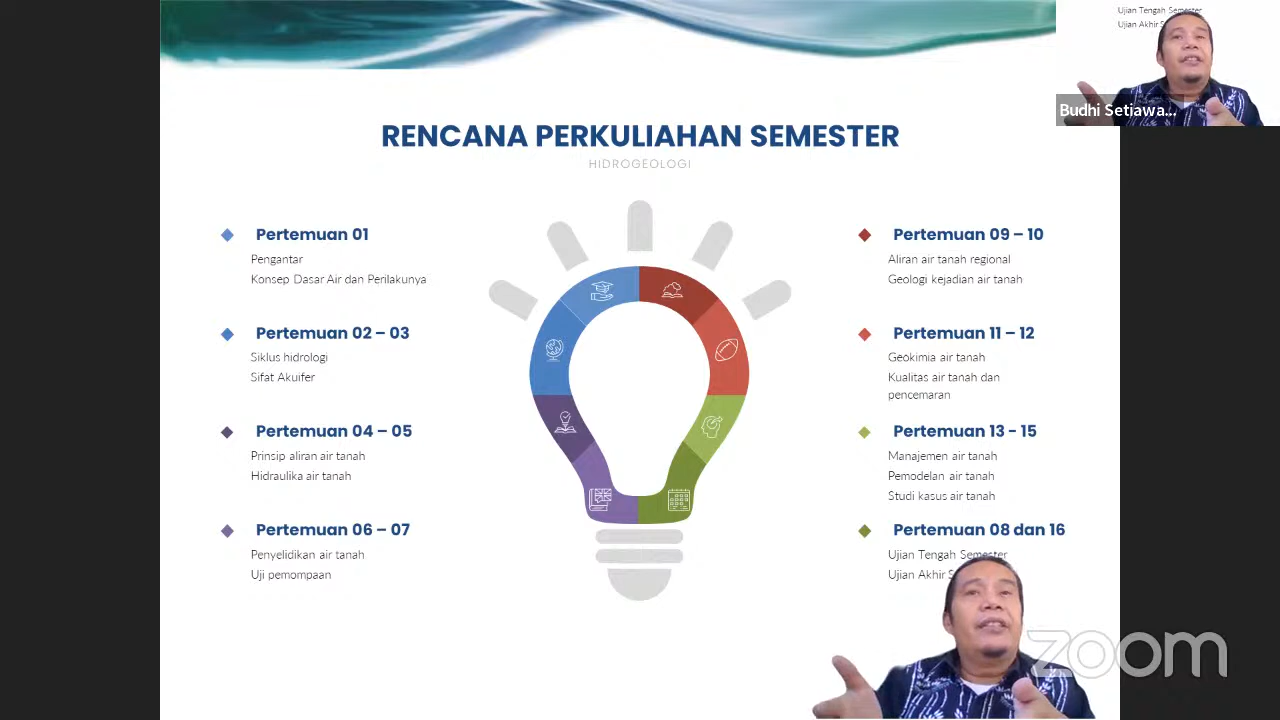 Ujian Tengah Semester
Ujian Akhir
Budhi Setiawa...
RENCANA PERKULIAHAN SEMESTER
HIDROGEOLOGI
Pertemuan 01
Pengantar
Konsep Dasar Air dan Perilakunya
Pertemuan 02 – 03
Siklus hidrologi
Sifat Akuifer
Pertemuan 04 – 05
Prinsip aliran air tanah
Hidraulika air tanah
Pertemuan 06 – 07
Penyelidikan air tanah
Uji pemompaan
Pertemuan 09 – 10
Aliran air tanah regional
Geologi kejadian air tanah
Pertemuan 11 – 12
Geokimia air tanah
Kualitas air tanah dan
pencemaran
Pertemuan 13 - 15
Manajemen air tanah
Pemodelan air tanah
Studi kasus air tanah
Pertemuan 08 dan 16
Ujian Tengah Semester
Ujian Akhir
zoom